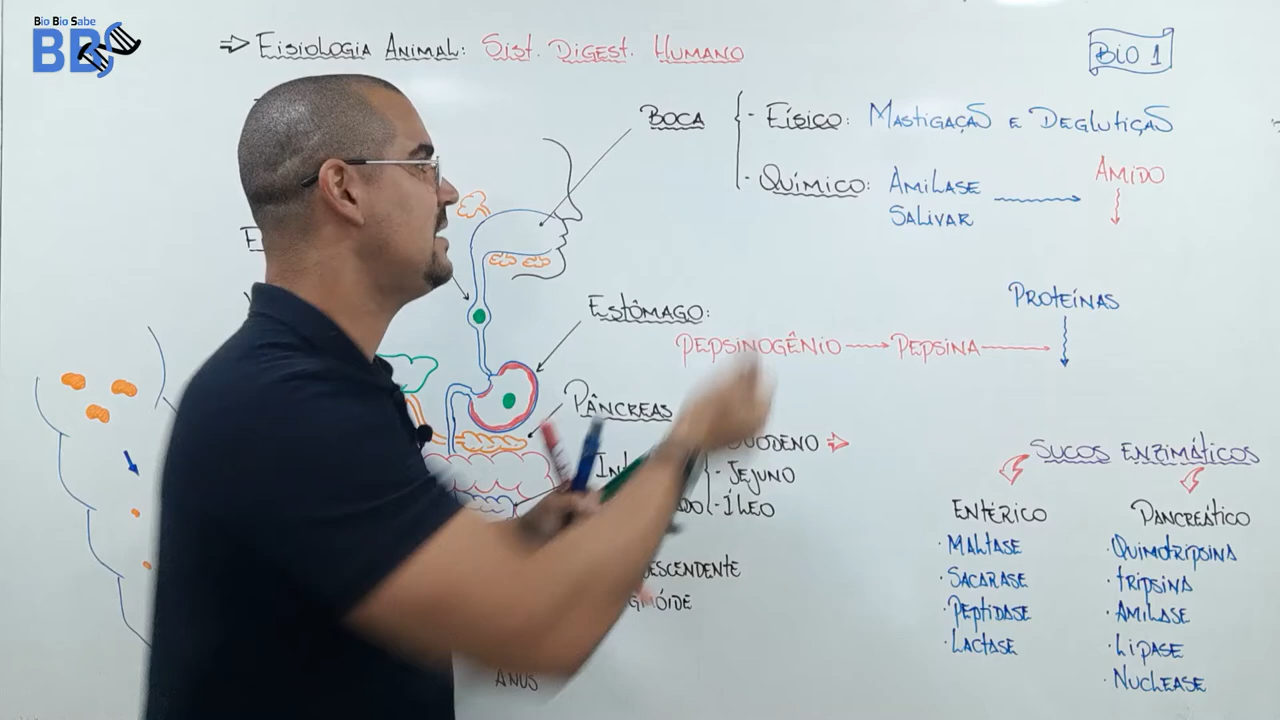 Bio Bio Sabe
BBS
⇒ Fisiologia Animal: Sist. Digest. Humano
BIO 1
Boca
- Físico: Mastigação e Deglutição
- Químico: Amilase Salivar
Amido
Estômago:
Pepsinogênio → Pepsina
Proteínas
Pâncreas
Duodeno
- Jejuno
- Íleo
Sucos Enzimáticos
Entérico
· Maltase
· Sacarase
· Peptidase
· Lactase
Pancreático
· Quimotripsina
· Tripsina
· Amilase
· Lipase
· Nuclease
Ânus